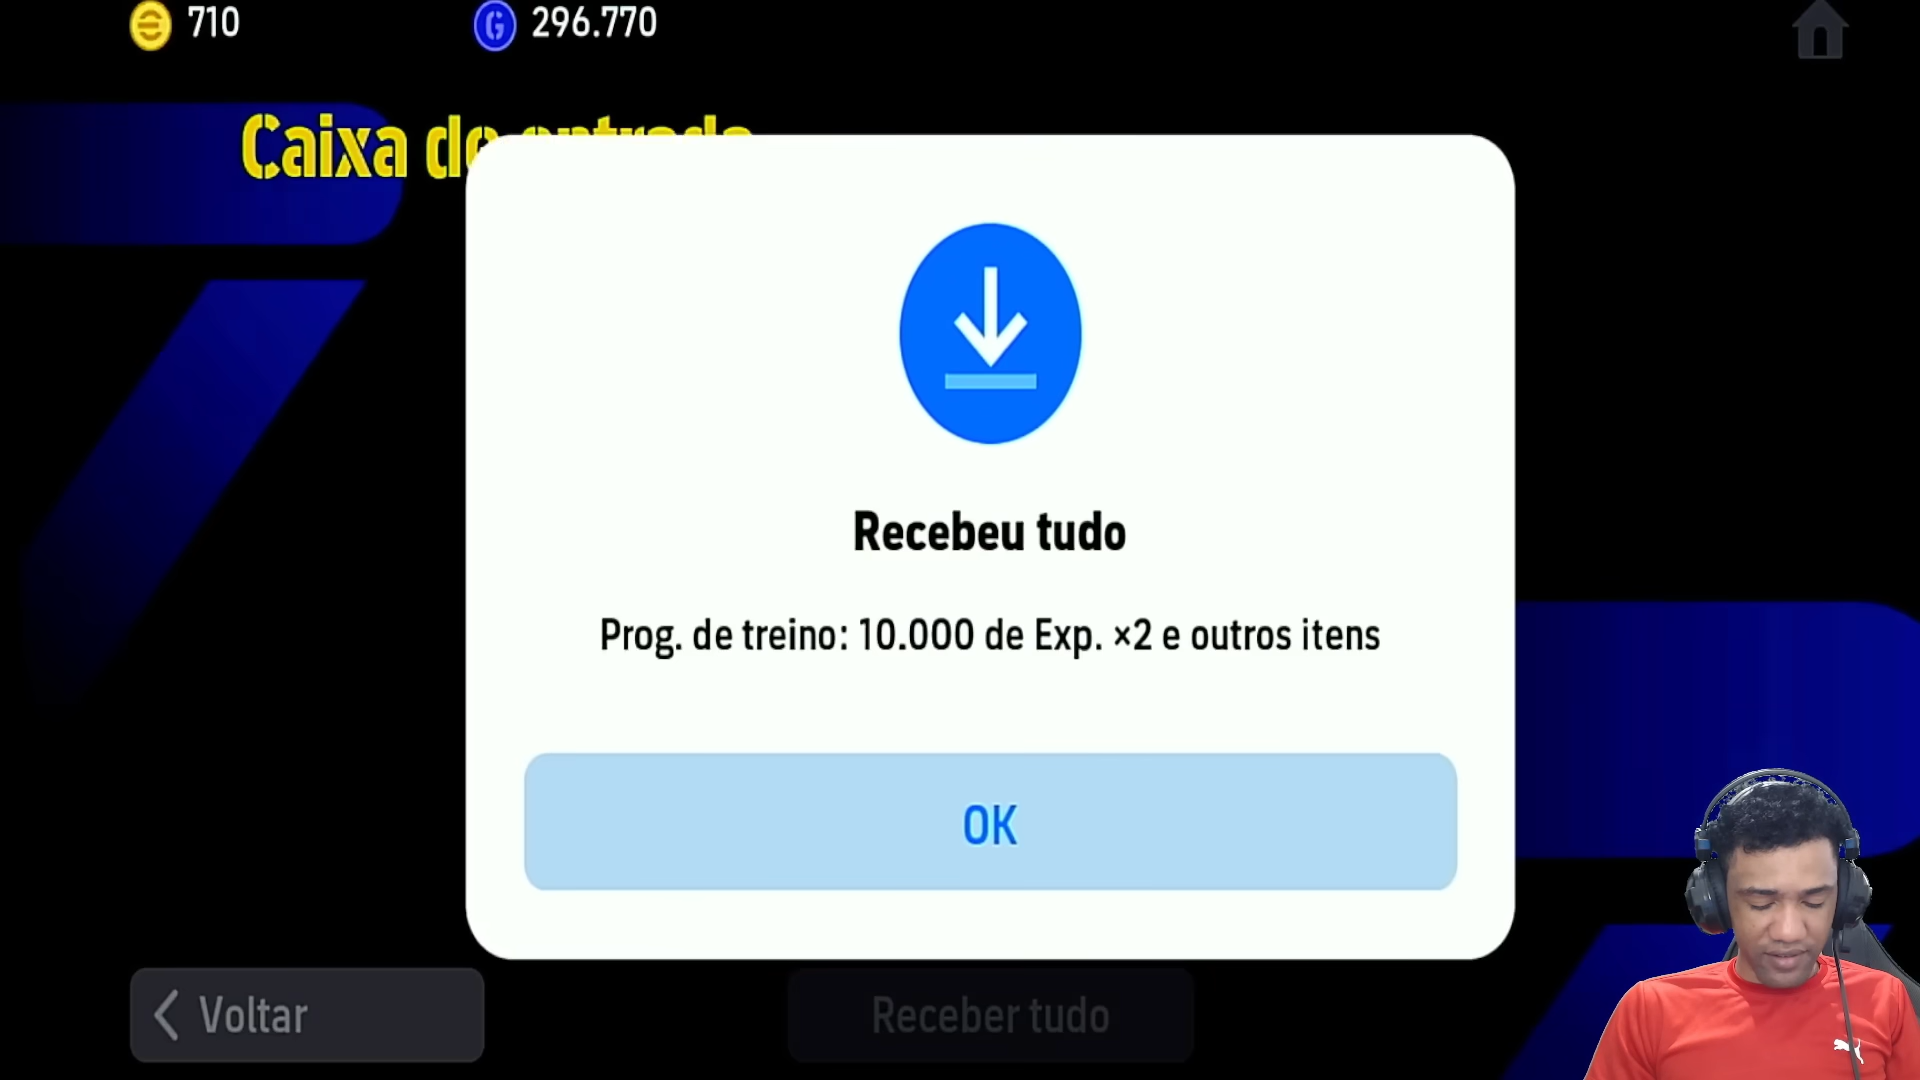 710
296.770
Caixa de entrada
Recebeu tudo
Prog. de treino: 10.000 de Exp. ×2 e outros itens
OK
Voltar
Receber tudo